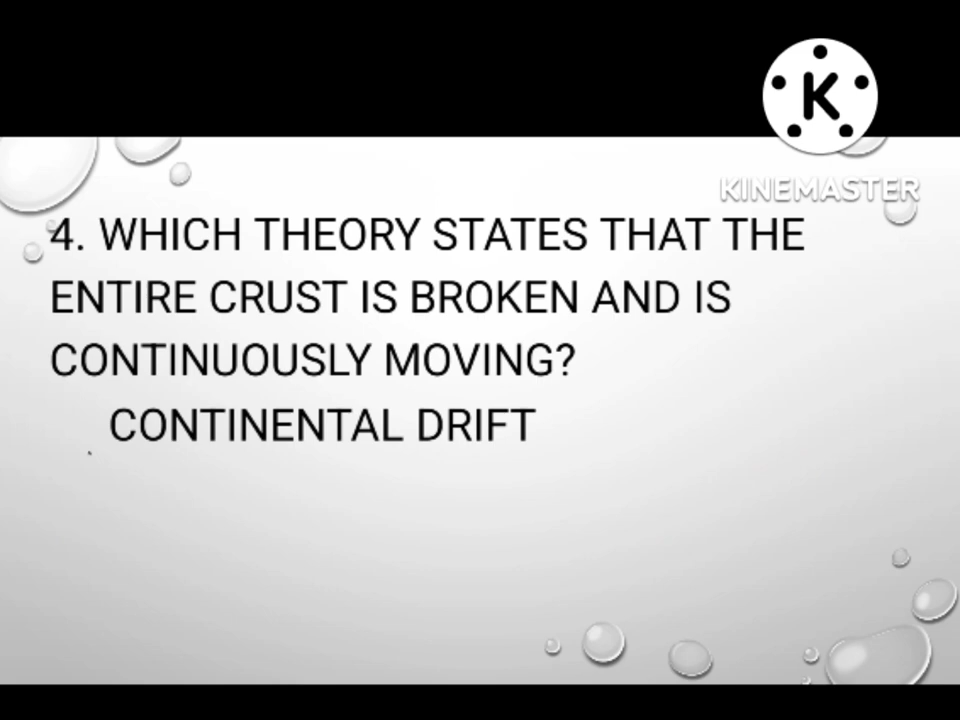 K
KINEMASTER
4. WHICH THEORY STATES THAT THE
ENTIRE CRUST IS BROKEN AND IS
CONTINUOUSLY MOVING?
CONTINENTAL DRIFT